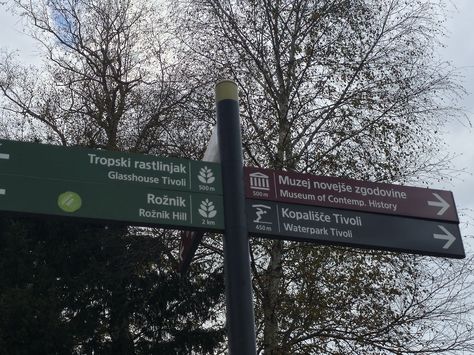 Tropski rastlinjak
Glasshouse Tivoli
500 m
Rožnik
Rožnik Hill
2 km
Muzej novejše zgodovine
Museum of Contemp. History
500 m
Kopališče Tivoli
Waterpark Tivoli
450 m